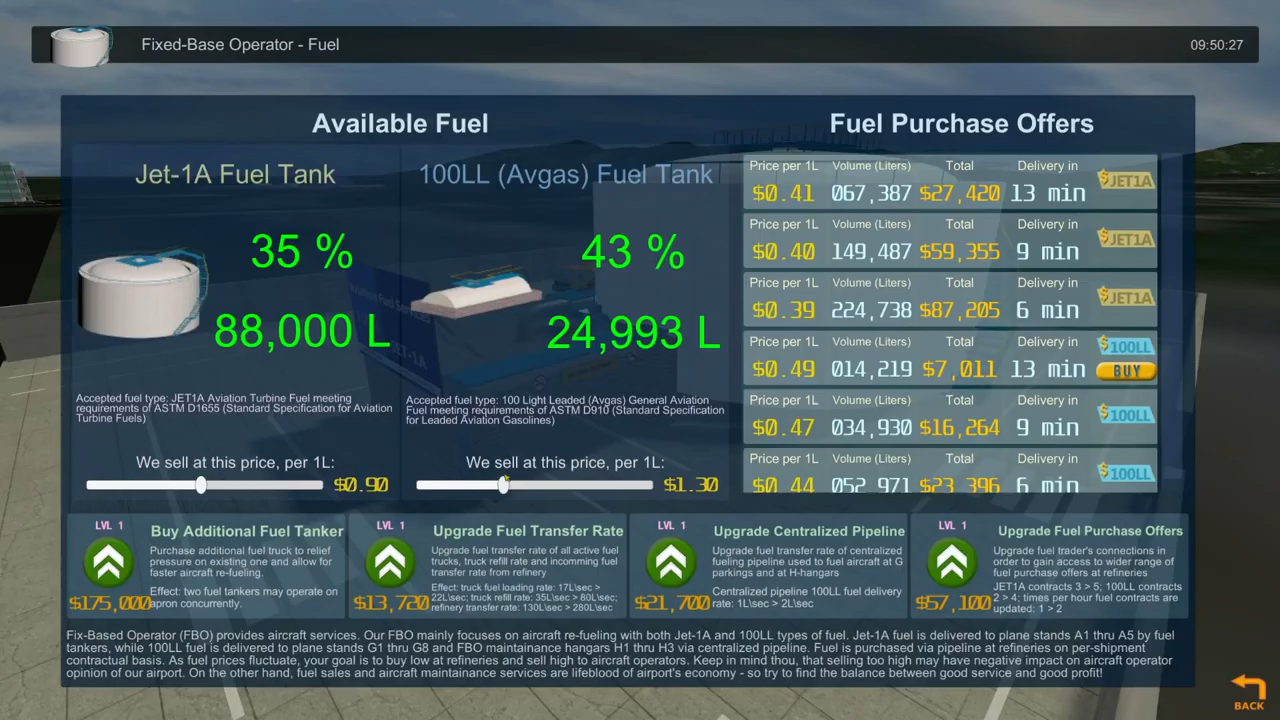 Fixed-Base Operator - Fuel
09:50:27
Available Fuel
Fuel Purchase Offers
Jet-1A Fuel Tank
35 %
88,000 L
Accepted fuel type: JET1A Aviation Turbine Fuel meeting
requirements of ASTM D1655 (Standard Specification for Aviation
Turbine Fuels)
We sell at this price, per 1L:
$0.90
100LL (Avgas) Fuel Tank
43 %
24,993 L
Accepted fuel type: 100 Light Leaded (Avgas) General Aviation
Fuel meeting requirements of ASTM D910 (Standard Specification
for Leaded Aviation Gasolines)
We sell at this price, per 1L:
$1.30
JET-1A
Price per 1L Volume (Liters) Total Delivery in
$0.41 067,387 $27,420 13 min $JET1A
Price per 1L Volume (Liters) Total Delivery in
$0.40 149,487 $59,355 9 min $JET1A
Price per 1L Volume (Liters) Total Delivery in
$0.39 224,738 $87,205 6 min $JET1A
Price per 1L Volume (Liters) Total Delivery in
$0.49 014,219 $7,011 13 min $100LL
BUY
Price per 1L Volume (Liters) Total Delivery in
$0.47 034,930 $16,264 9 min $100LL
Price per 1L Volume (Liters) Total Delivery in
$0.44 052,971 $23,396 6 min $100LL
LVL 1
Buy Additional Fuel Tanker
Purchase additional fuel truck to relief
pressure on existing one and allow for
faster aircraft re-fueling.
Effect: two fuel tankers may operate on
apron concurrently.
$175,000
LVL 1
Upgrade Fuel Transfer Rate
Upgrade fuel transfer rate of all active fuel
trucks, truck refill rate and incomming fuel
transfer rate from refinery
Effect: truck fuel loading rate: 17L\sec >
22L\sec; truck refill rate: 35L\sec > 80L\sec;
refinery transfer rate: 130L\sec > 280L\sec
$13,720
LVL 1
Upgrade Centralized Pipeline
Upgrade fuel transfer rate of centralized
fueling pipeline used to fuel aircraft at G
parkings and at H-hangars
Centralized pipeline 100LL fuel delivery
rate: 1L\sec > 2L\sec
$21,700
LVL 1
Upgrade Fuel Purchase Offers
Upgrade fuel trader's connections in
order to gain access to wider range of
fuel purchase offers at refineries
JET1A contracts 3 > 5; 100LL contracts
2 > 4; times per hour fuel contracts are
updated: 1 > 2
$57,100
Fix-Based Operator (FBO) provides aircraft services. Our FBO mainly focuses on aircraft re-fueling with both Jet-1A and 100LL types of fuel. Jet-1A fuel is delivered to plane stands A1 thru A5 by fuel
tankers, while 100LL fuel is delivered to plane stands G1 thru G8 and FBO maintainance hangars H1 thru H3 via centralized pipeline. Fuel is purchased via pipeline at refineries on per-shipment
contractual basis. As fuel prices fluctuate, your goal is to buy low at refineries and sell high to aircraft operators. Keep in mind thou, that selling too high may have negative impact on aircraft operator
opinion of our airport. On the other hand, fuel sales and aircraft maintainance services are lifeblood of airport's economy - so try to find the balance between good service and good profit!
BACK